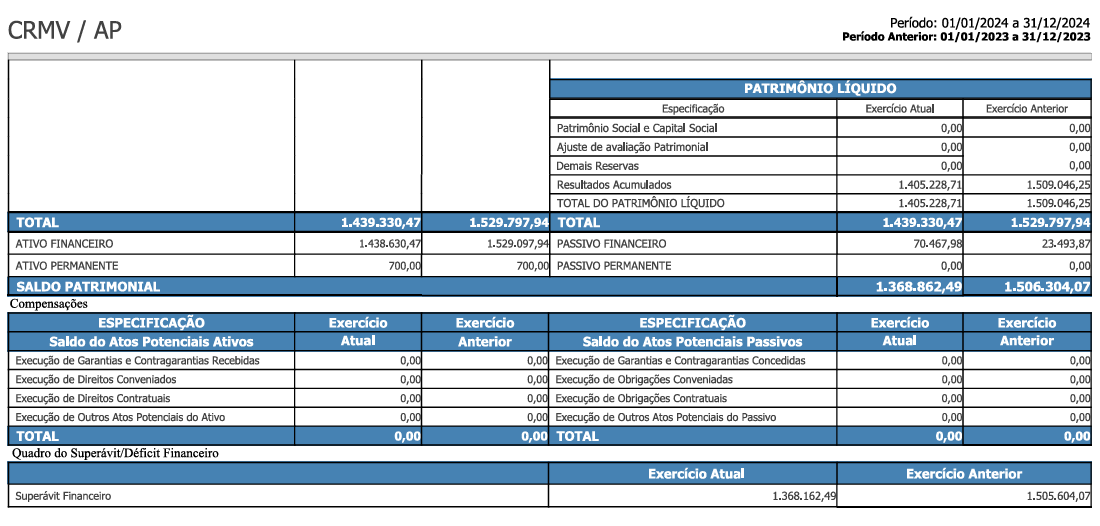 CRMV / AP
Período: 01/01/2024 a 31/12/2024
Período Anterior: 01/01/2023 a 31/12/2023
PATRIMÔNIO LÍQUIDO
Especificação Exercício Atual Exercício Anterior
Patrimônio Social e Capital Social 0,00 0,00
Ajuste de avaliação Patrimonial 0,00 0,00
Demais Reservas 0,00 0,00
Resultados Acumulados 1.405.228,71 1.509.046,25
TOTAL DO PATRIMÔNIO LÍQUIDO 1.405.228,71 1.509.046,25
TOTAL 1.439.330,47 1.529.797,94 TOTAL 1.439.330,47 1.529.797,94
ATIVO FINANCEIRO 1.438.630,47 1.529.097,94 PASSIVO FINANCEIRO 70.467,98 23.493,87
ATIVO PERMANENTE 700,00 700,00 PASSIVO PERMANENTE 0,00 0,00
SALDO PATRIMONIAL 1.368.862,49 1.506.304,07
Compensações
ESPECIFICAÇÃO Exercício Exercício ESPECIFICAÇÃO Exercício Exercício
Saldo do Atos Potenciais Ativos Atual Anterior Saldo do Atos Potenciais Passivos Atual Anterior
Execução de Garantias e Contragarantias Recebidas 0,00 0,00 Execução de Garantias e Contragarantias Concedidas 0,00 0,00
Execução de Direitos Conveniados 0,00 0,00 Execução de Obrigações Conveniadas 0,00 0,00
Execução de Direitos Contratuais 0,00 0,00 Execução de Obrigações Contratuais 0,00 0,00
Execução de Outros Atos Potenciais do Ativo 0,00 0,00 Execução de Outros Atos Potenciais do Passivo 0,00 0,00
TOTAL 0,00 0,00 TOTAL 0,00 0,00
Quadro do Superávit/Déficit Financeiro
Exercício Atual Exercício Anterior
Superávit Financeiro 1.368.162,49 1.505.604,07